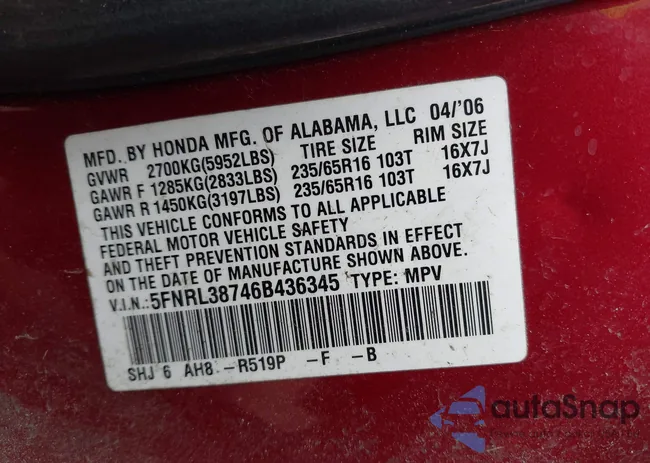 MFD. BY HONDA MFG. OF ALABAMA, LLC 04/'06
GVWR 2700KG(5952LBS) TIRE SIZE RIM SIZE
GAWR F 1285KG(2833LBS) 235/65R16 103T 16X7J
GAWR R 1450KG(3197LBS) 235/65R16 103T 16X7J
THIS VEHICLE CONFORMS TO ALL APPLICABLE
FEDERAL MOTOR VEHICLE SAFETY
AND THEFT PREVENTION STANDARDS IN EFFECT
ON THE DATE OF MANUFACTURE SHOWN ABOVE.
V.I.N.:5FNRL38746B436345 TYPE: MPV
SHJ 6 AH8 -R519P -F -B
autoSnap